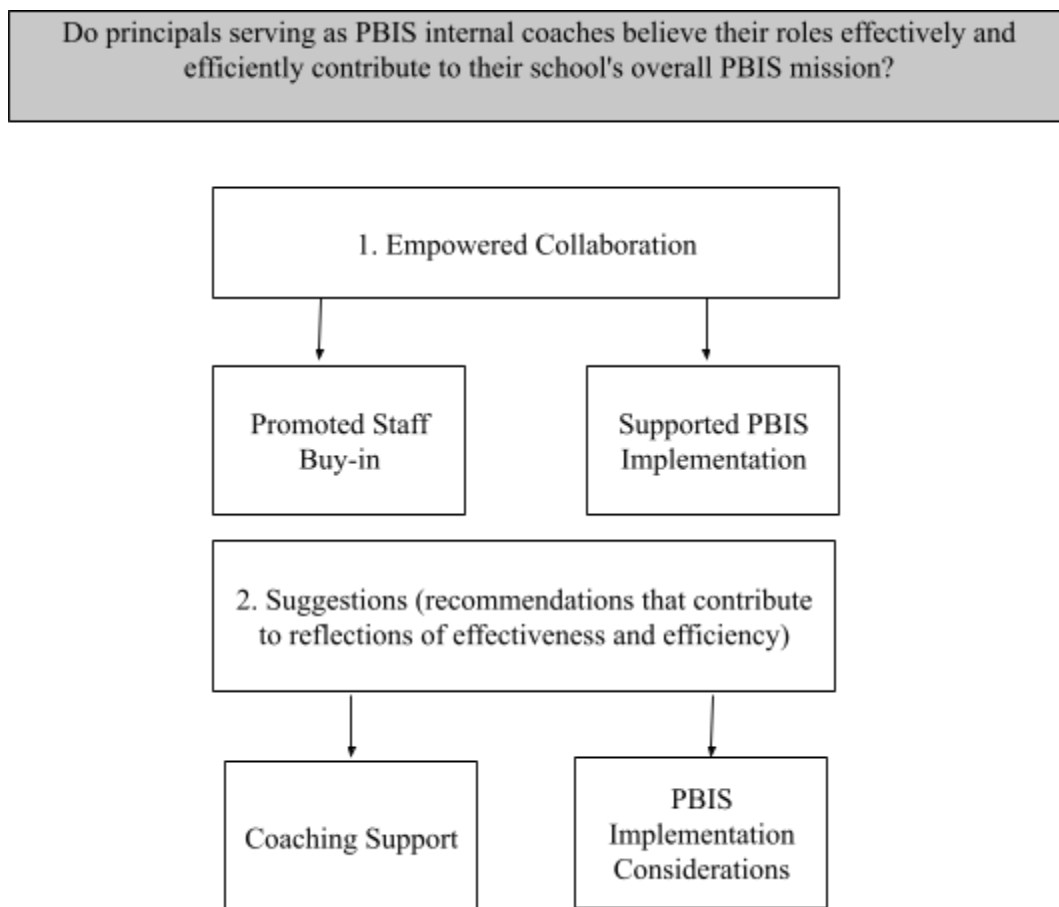 Do principals serving as PBIS internal coaches believe their roles effectively and
efficiently contribute to their school's overall PBIS mission?
1. Empowered Collaboration
Promoted Staff
Buy-in
Supported PBIS
Implementation
2. Suggestions (recommendations that contribute
to reflections of effectiveness and efficiency)
Coaching Support
PBIS
Implementation
Considerations